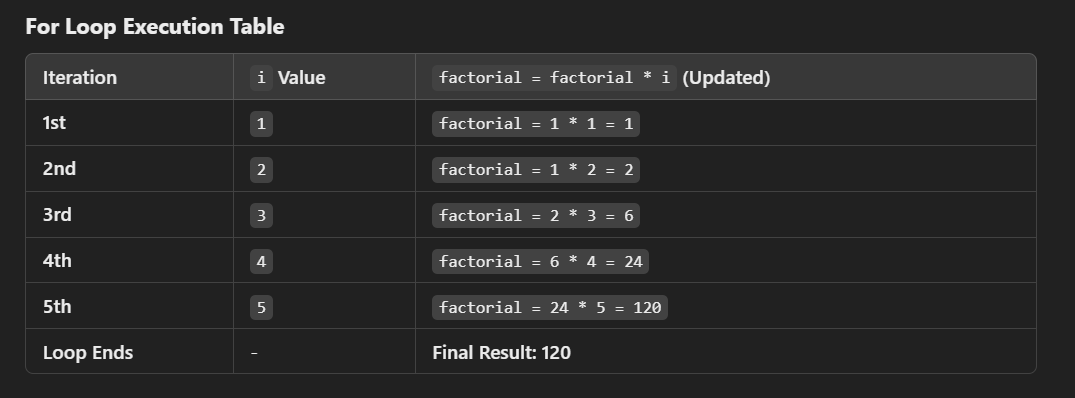 For Loop Execution Table
Iteration i Value factorial = factorial * i (Updated)
1st 1 factorial = 1 * 1 = 1
2nd 2 factorial = 1 * 2 = 2
3rd 3 factorial = 2 * 3 = 6
4th 4 factorial = 6 * 4 = 24
5th 5 factorial = 24 * 5 = 120
Loop Ends - Final Result: 120